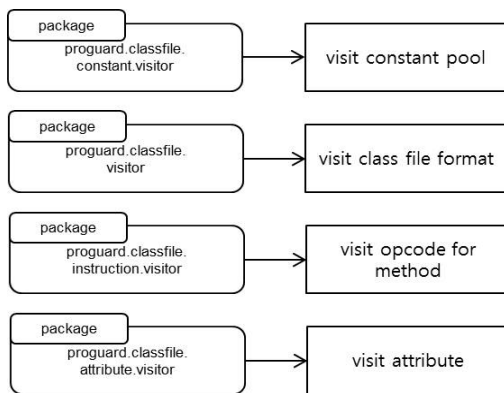 package
proguard.classfile.
constant.visitor
visit constant pool
package
proguard.classfile.
visitor
visit class file format
package
proguard.classfile.
instruction.visitor
visit opcode for
method
package
proguard.classfile.
attribute.visitor
visit attribute